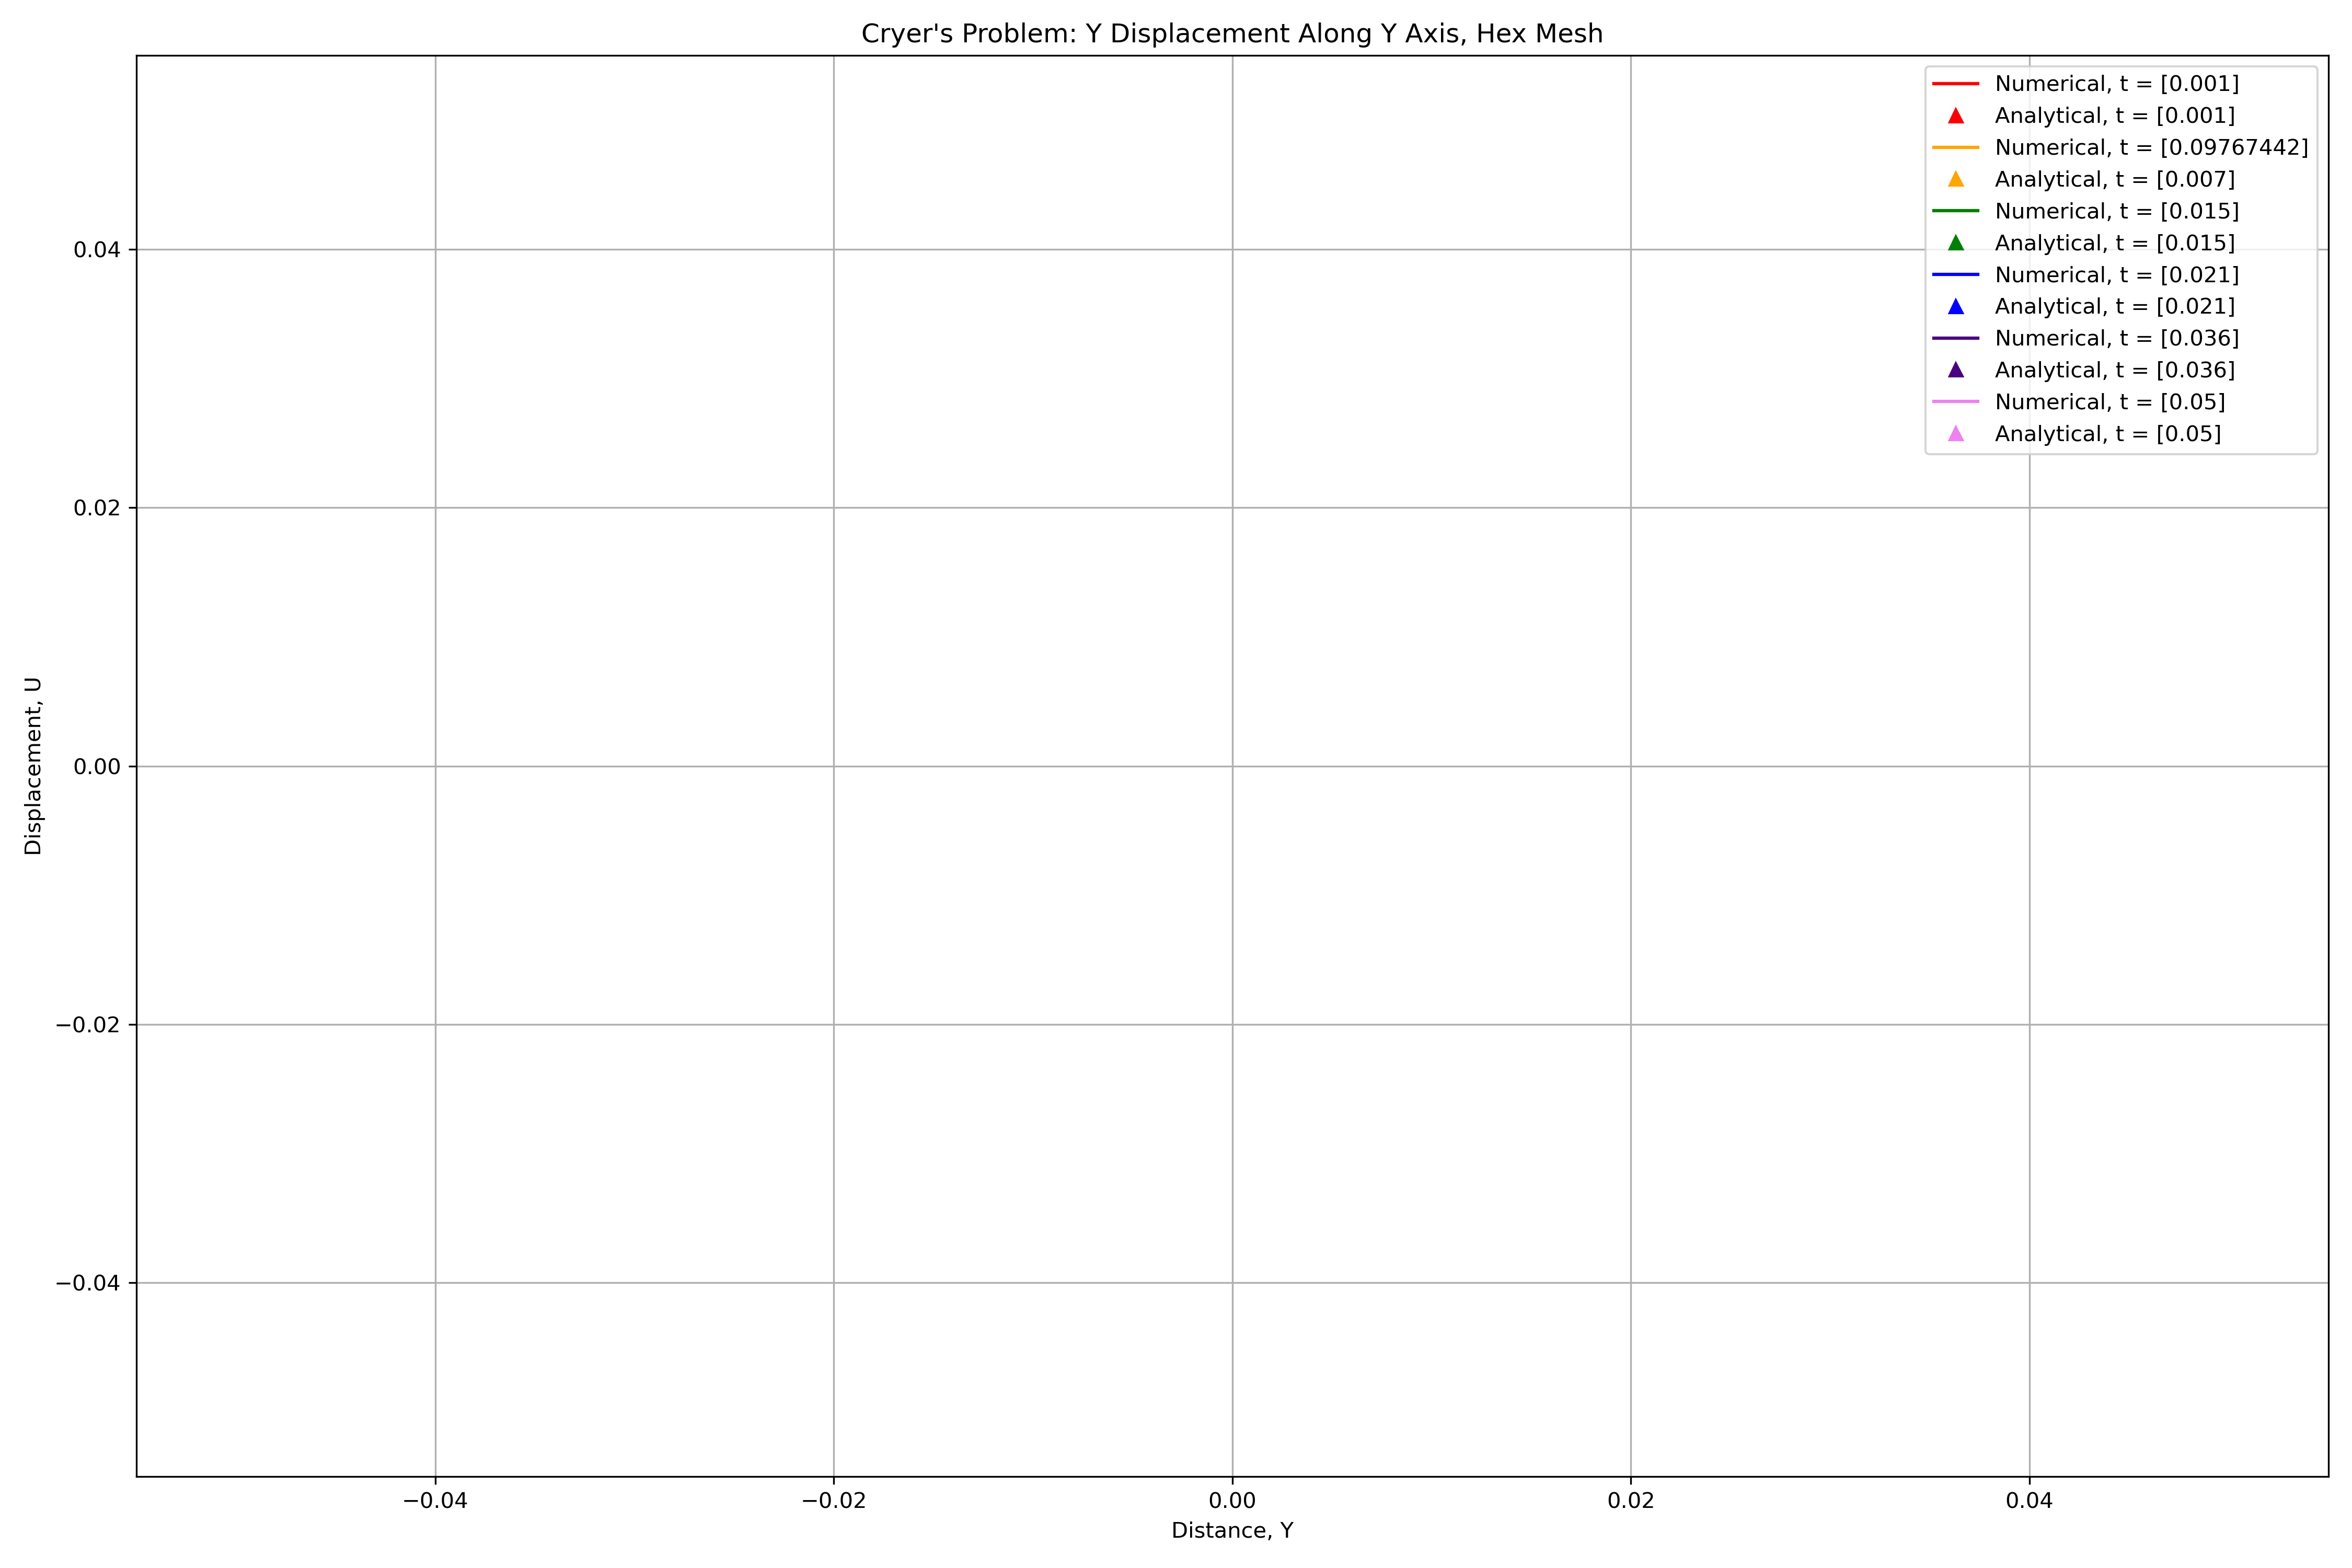 Cryer's Problem: Y Displacement Along Y Axis, Hex Mesh
Numerical, t = [0.001]
Analytical, t = [0.001]
Numerical, t = [0.09767442]
Analytical, t = [0.007]
Numerical, t = [0.015]
Analytical, t = [0.015]
Numerical, t = [0.021]
Analytical, t = [0.021]
Numerical, t = [0.036]
Analytical, t = [0.036]
Numerical, t = [0.05]
Analytical, t = [0.05]
Displacement, U
0.04
0.02
0.00
−0.02
−0.04
−0.04 −0.02 0.00 0.02 0.04
Distance, Y